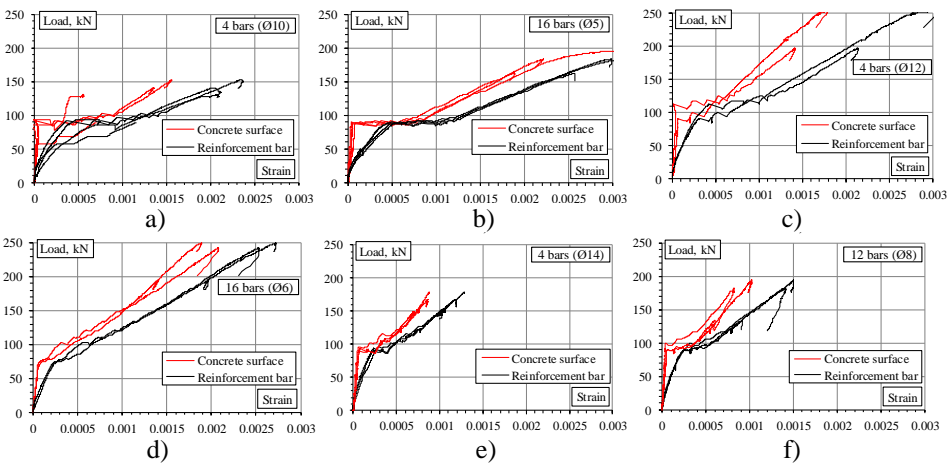 Load, kN
4 bars (Ø10)
250
200
150
100
50
0
Concrete surface
Reinforcement bar
Strain
0 0.0005 0.001 0.0015 0.002 0.0025 0.003
a)
Load, kN
16 bars (Ø5)
250
200
150
100
50
0
Concrete surface
Reinforcement bar
Strain
0 0.0005 0.001 0.0015 0.002 0.0025 0.003
b)
Load, kN
4 bars (Ø12)
250
200
150
100
50
0
Concrete surface
Reinforcement bar
Strain
0 0.0005 0.001 0.0015 0.002 0.0025 0.003
c)
Load, kN
16 bars (Ø6)
250
200
150
100
50
0
Concrete surface
Reinforcement bar
Strain
0 0.0005 0.001 0.0015 0.002 0.0025 0.003
d)
Load, kN
4 bars (Ø14)
250
200
150
100
50
0
Concrete surface
Reinforcement bar
Strain
0 0.0005 0.001 0.0015 0.002 0.0025 0.003
e)
Load, kN
12 bars (Ø8)
250
200
150
100
50
0
Concrete surface
Reinforcement bar
Strain
0 0.0005 0.001 0.0015 0.002 0.0025 0.003
f)